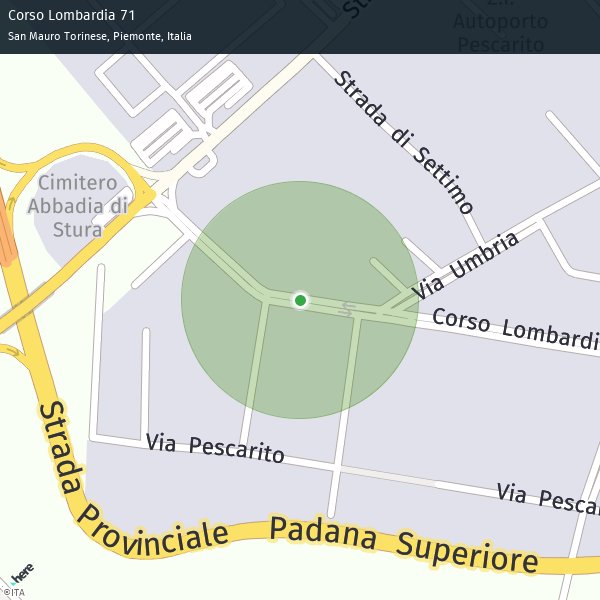 Corso Lombardia 71
San Mauro Torinese, Piemonte, Italia
Autoporto
Pescarito
Strada di Settimo
Cimitero
Abbadia di
Stura
Via Umbria
Corso Lombardi
Via Pescarito
Via Pesca
Strada Provinciale Padana Superiore
here
©ITA